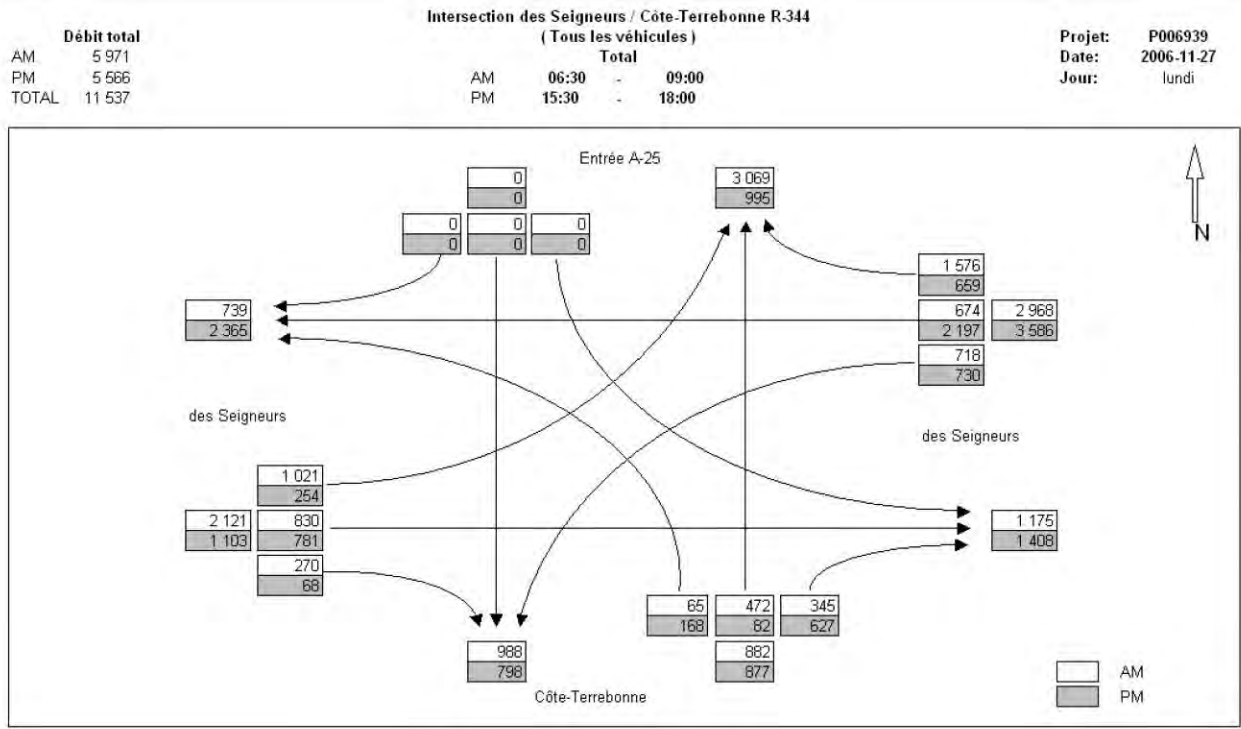 Intersection des Seigneurs / Côte-Terrebonne R-344
Débit total ( Tous les véhicules ) Projet: P006939
AM 5 971 Total Date: 2006-11-27
PM 5 566 AM 06:30 - 09:00 Jour: lundi
TOTAL 11 537 PM 15:30 - 18:00
Entrée A-25
0 3 069
0 995
0 0 0
0 0 0
N
1 576
659
739 674 2 968
2 365 2 197 3 586
718
730
des Seigneurs
des Seigneurs
1 021
254
2 121 830 1 175
1 103 781 1 408
270
68
65 472 345
168 82 627
988 882
798 877
AM
Côte-Terrebonne PM